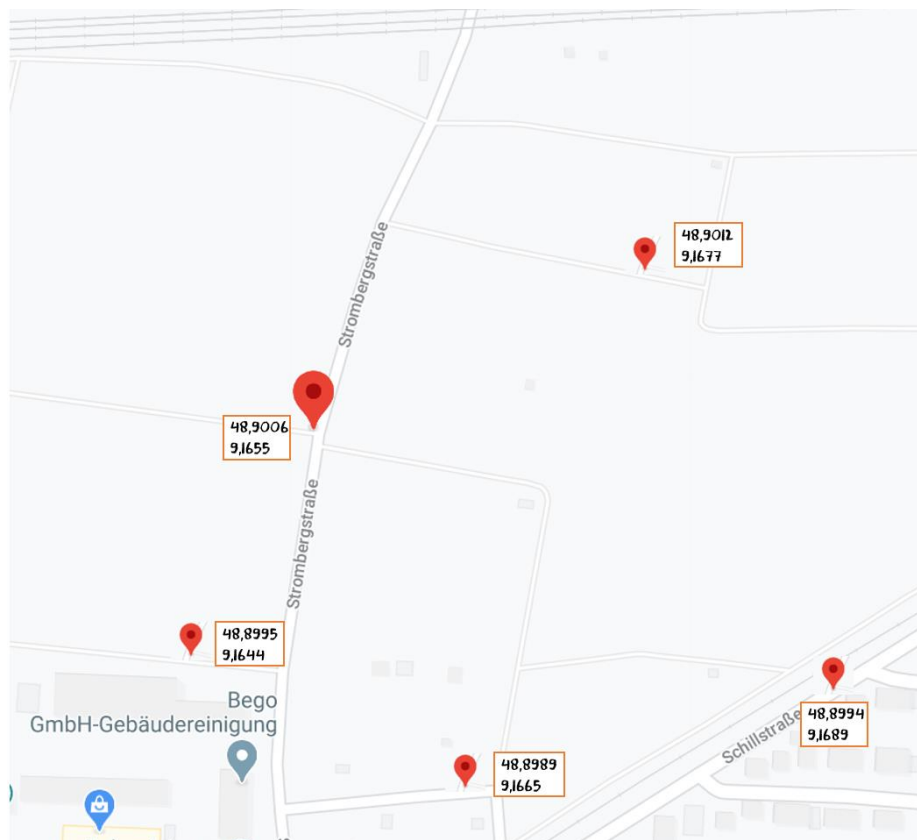 Strombergstraße
48,9012
9,1677
48,9006
9,1655
Strombergstraße
48,8995
9,1644
Bego
GmbH-Gebäudereinigung
48,8994
9,1689
Schillstraße
48,8989
9,1665